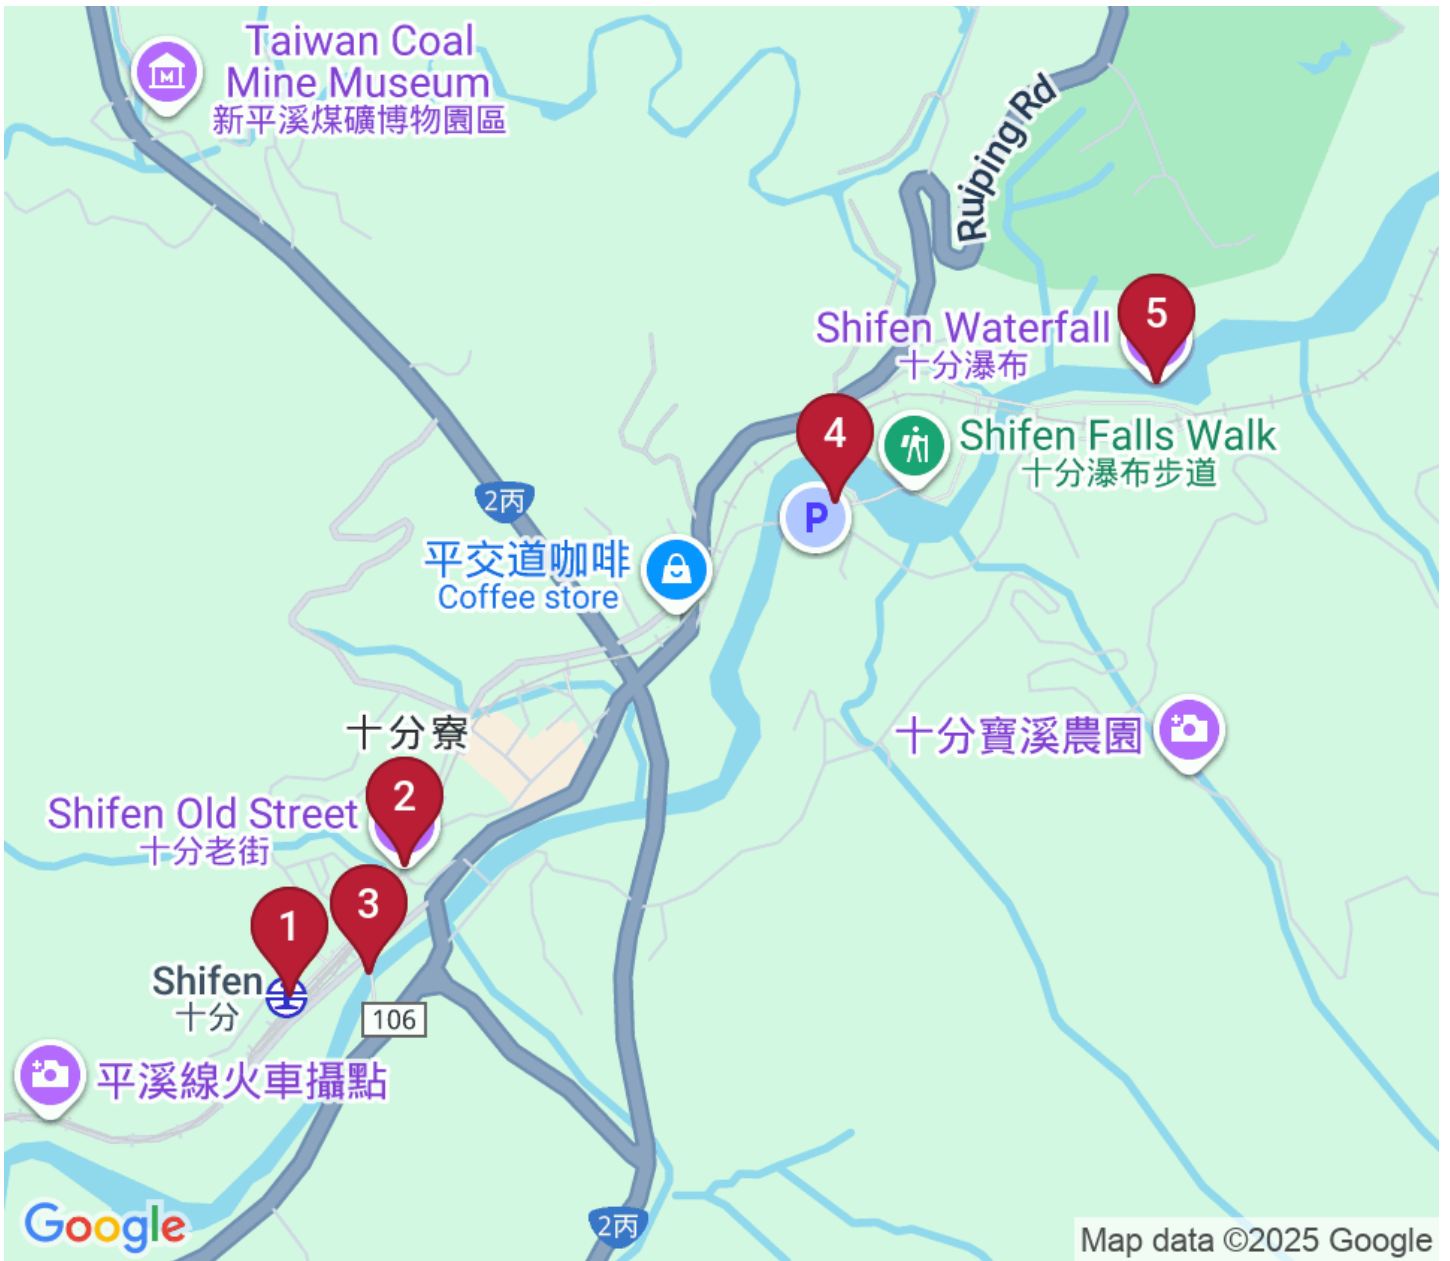 Taiwan Coal
Mine Museum
新平溪煤礦博物園區
Ruiping Rd
5
Shifen Waterfall
十分瀑布
4
Shifen Falls Walk
十分瀑布步道
P
2丙
平交道咖啡
Coffee store
十分寮
十分寶溪農園
2
Shifen Old Street
十分老街
3
1
Shifen
十分
106
平溪線火車攝點
2丙
Google
Map data ©2025 Google